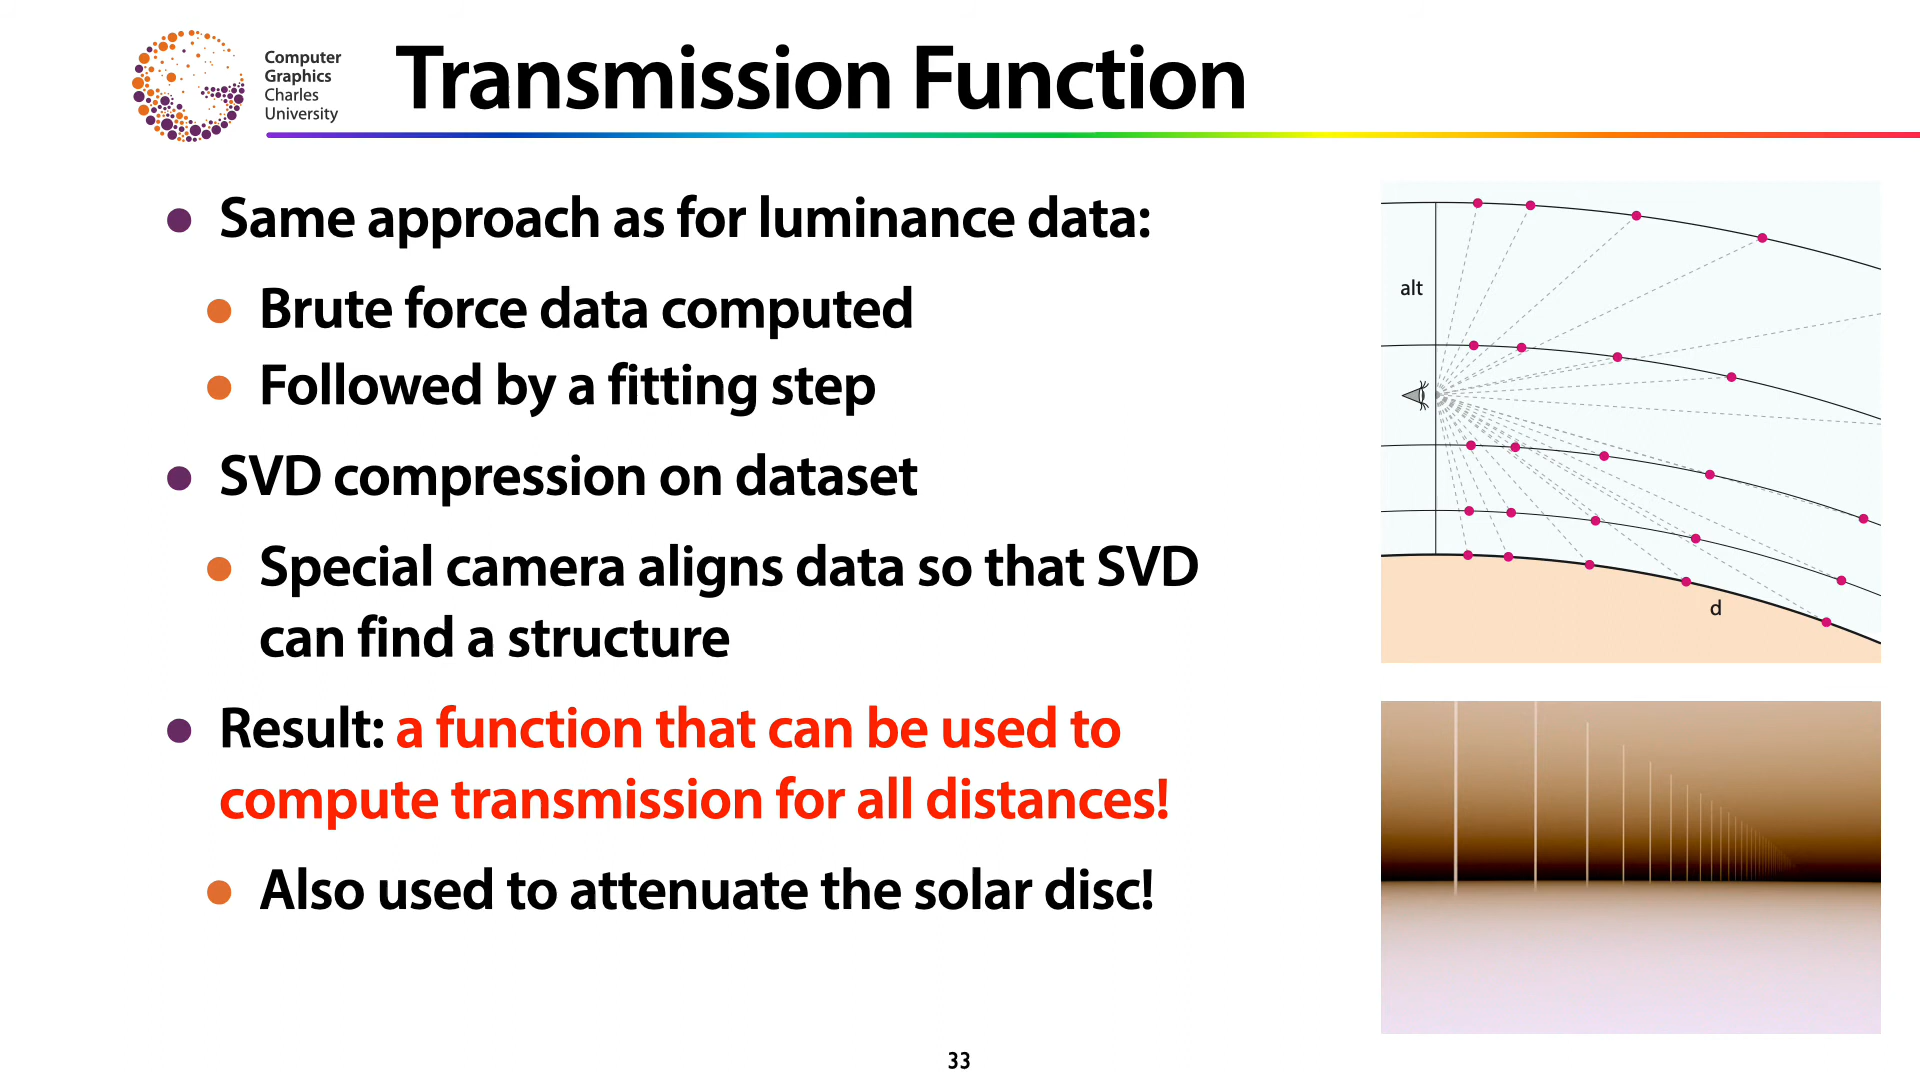 Computer
Graphics
Charles
University
Transmission Function
Same approach as for luminance data:
Brute force data computed
Followed by a fitting step
SVD compression on dataset
Special camera aligns data so that SVD
can find a structure
Result: a function that can be used to
compute transmission for all distances!
Also used to attenuate the solar disc!
alt
d
33